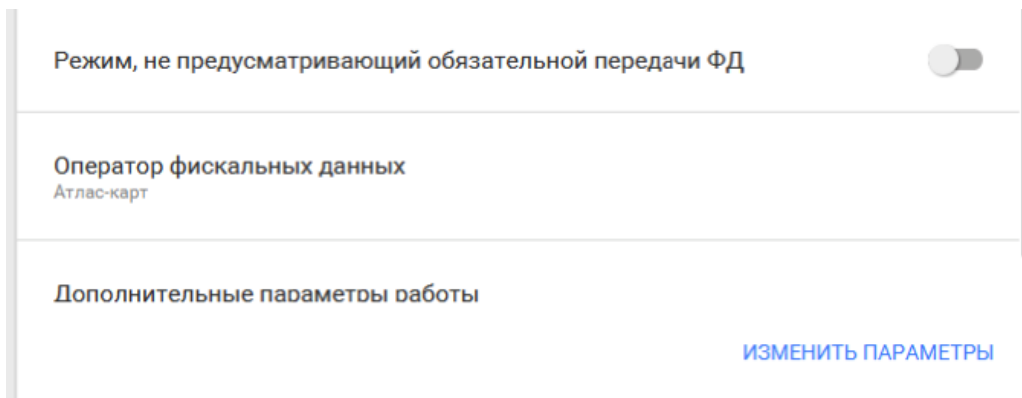 Режим, не предусматривающий обязательной передачи ФД
Оператор фискальных данных
Атлас-карт
Дополнительные параметры работы
ИЗМЕНИТЬ ПАРАМЕТРЫ